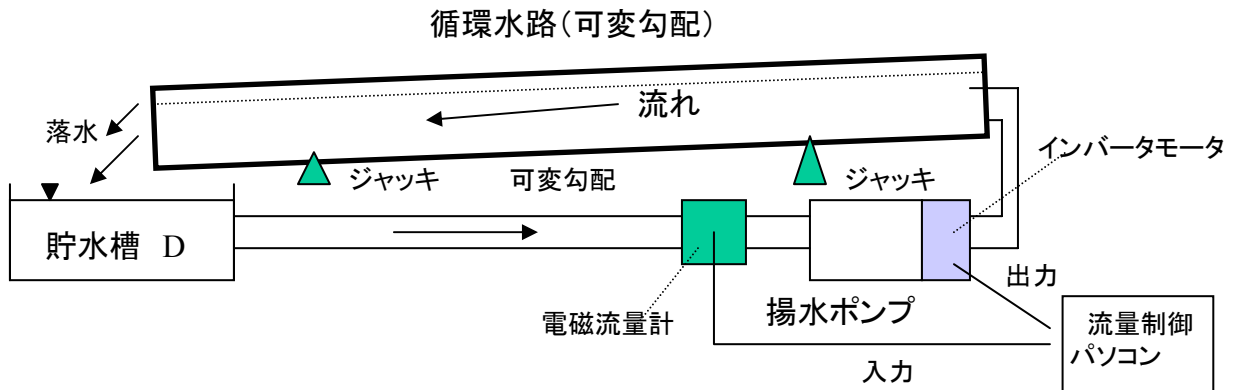 循環水路（可変勾配）
流れ
落水
インバータモータ
ジャッキ
可変勾配
ジャッキ
貯水槽 D
出力
電磁流量計
揚水ポンプ
流量制御
パソコン
入力